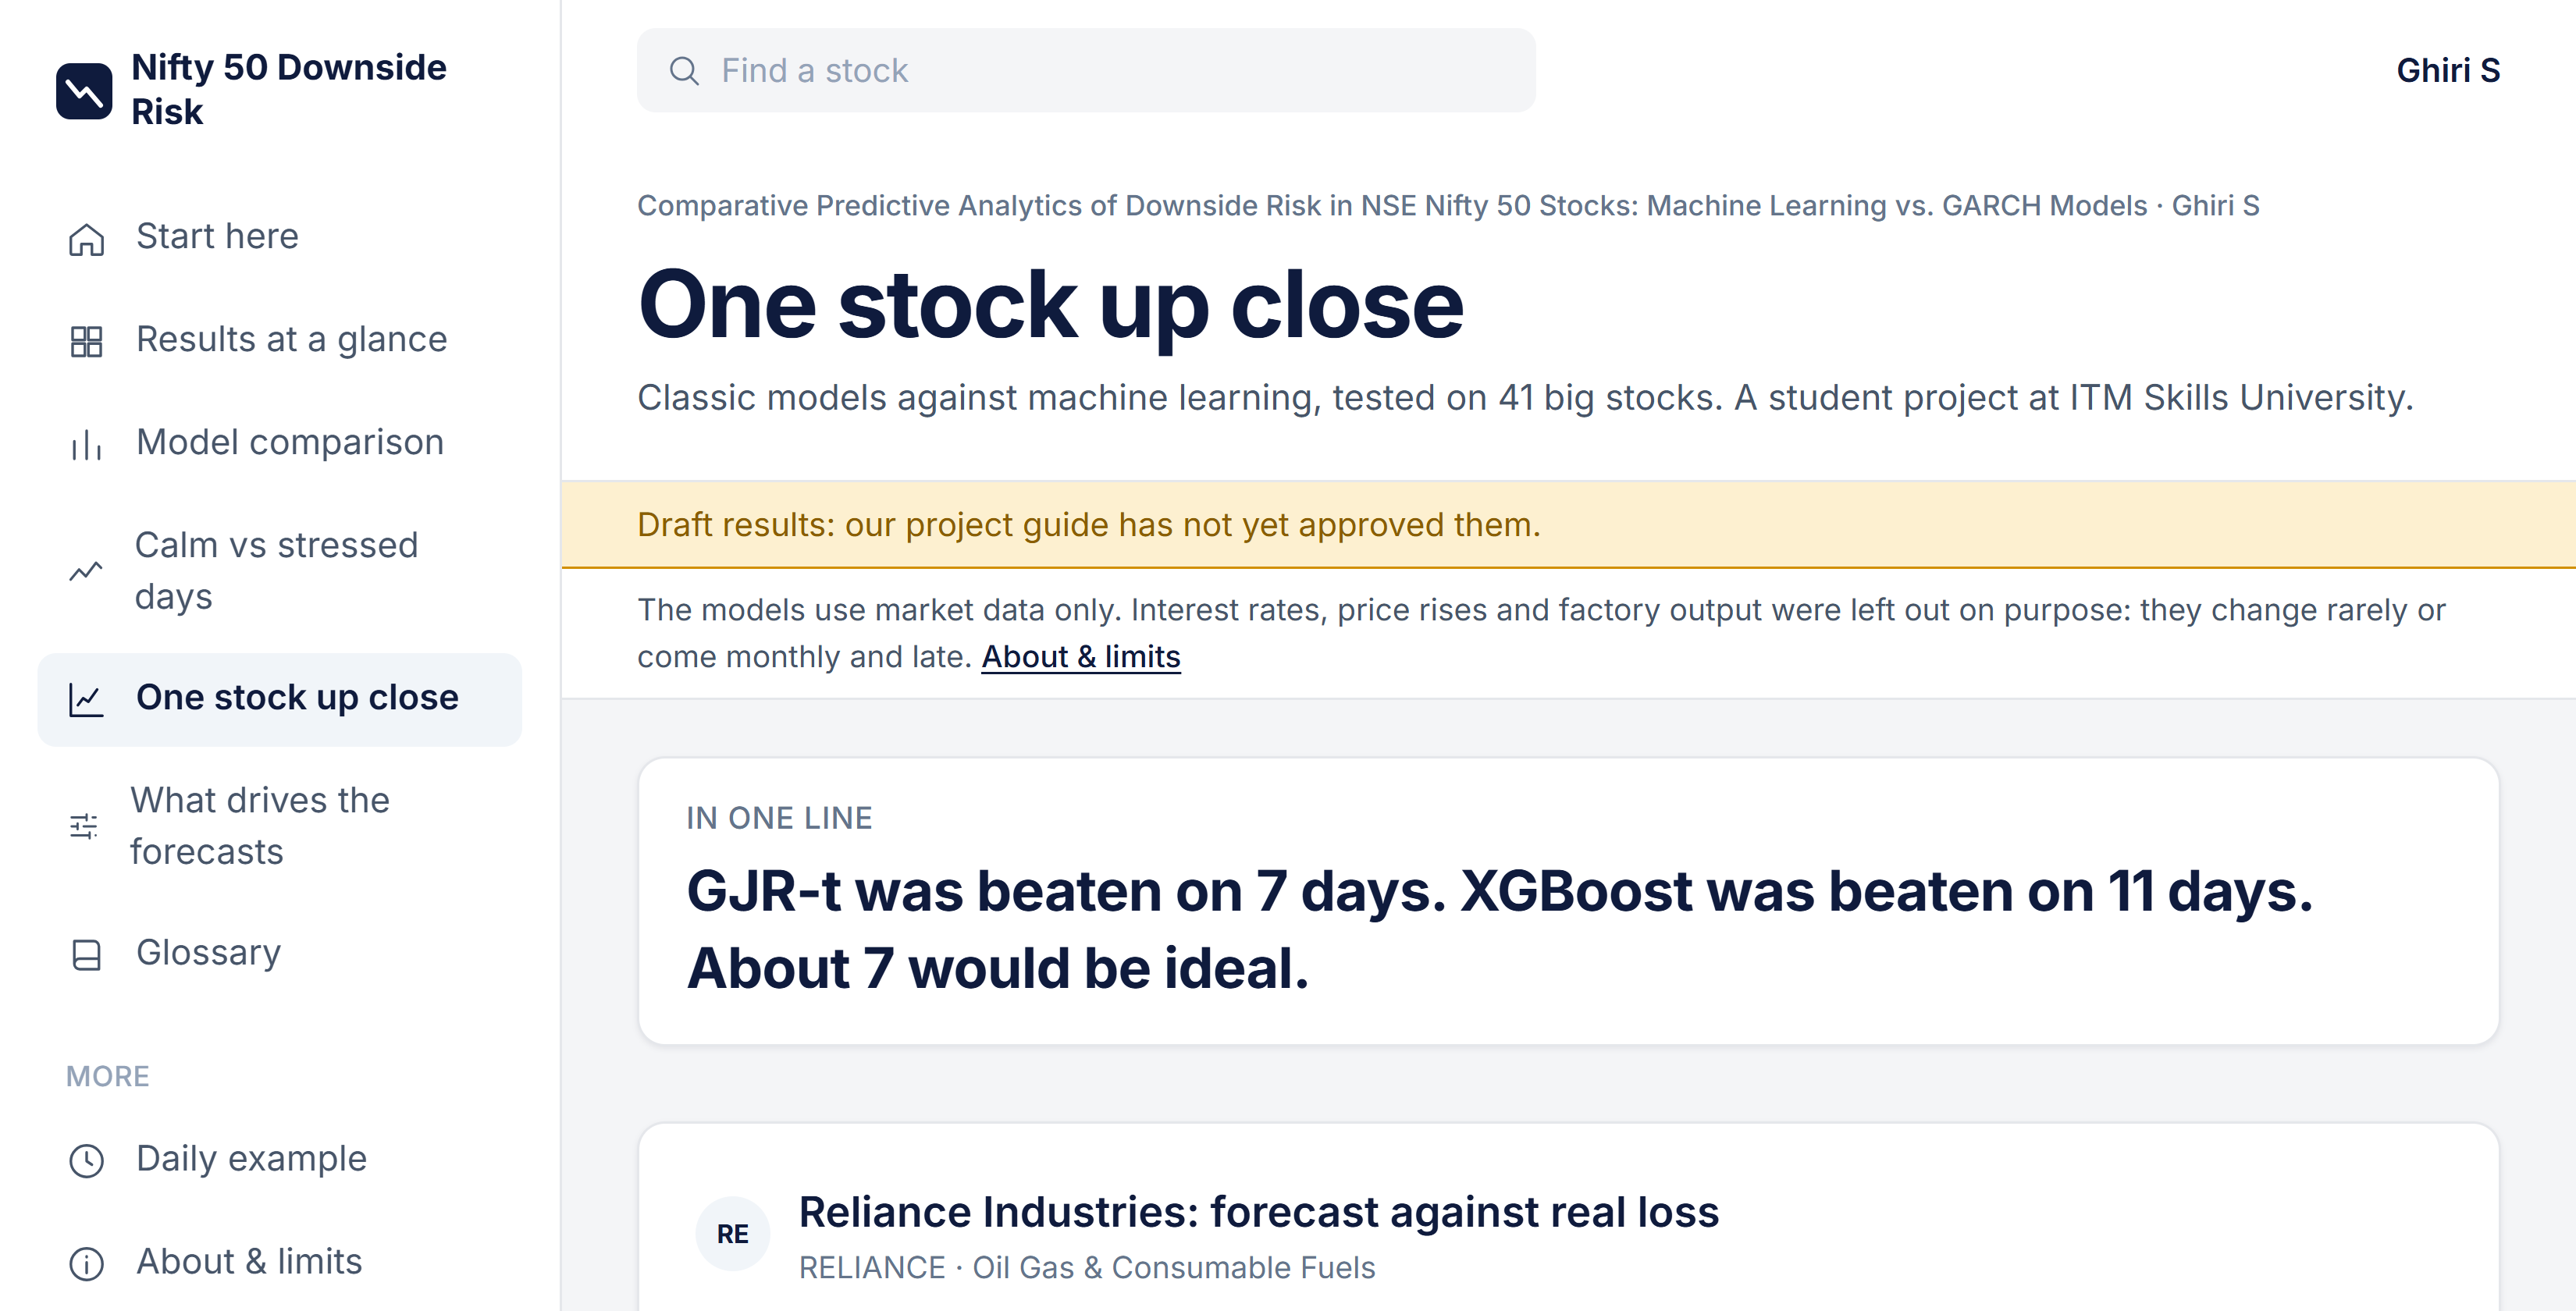 Nifty 50 Downside
Risk
Start here
Results at a glance
Model comparison
Calm vs stressed
days
One stock up close
What drives the
forecasts
Glossary
MORE
Daily example
About & limits
Find a stock
Ghiri S
Comparative Predictive Analytics of Downside Risk in NSE Nifty 50 Stocks: Machine Learning vs. GARCH Models · Ghiri S
One stock up close
Classic models against machine learning, tested on 41 big stocks. A student project at ITM Skills University.
Draft results: our project guide has not yet approved them.
The models use market data only. Interest rates, price rises and factory output were left out on purpose: they change rarely or
come monthly and late. About & limits
IN ONE LINE
GJR-t was beaten on 7 days. XGBoost was beaten on 11 days.
About 7 would be ideal.
RE
Reliance Industries: forecast against real loss
RELIANCE · Oil Gas & Consumable Fuels